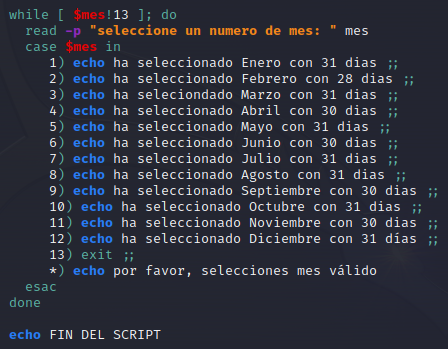 while [ $mes!13 ]; do
read -p "seleccione un numero de mes: " mes
case $mes in
1) echo ha seleccionado Enero con 31 dias ;;
2) echo ha seleccionado Febrero con 28 dias ;;
3) echo ha seleciondado Marzo con 31 dias ;;
4) echo ha seleccionado Abril con 30 dias ;;
5) echo ha seleccionado Mayo con 31 dias ;;
6) echo ha seleccionado Junio con 30 dias ;;
7) echo ha seleccionado Julio con 31 dias ;;
8) echo ha seleccionado Agosto con 31 dias ;;
9) echo ha seleccionado Septiembre con 30 dias ;;
10) echo ha seleccionado Octubre con 31 dias ;;
11) echo ha seleccionado Noviembre con 30 dias ;;
12) echo ha seleccionado Diciembre con 31 dias ;;
13) exit ;;
*) echo por favor, selecciones mes válido
esac
done
echo FIN DEL SCRIPT